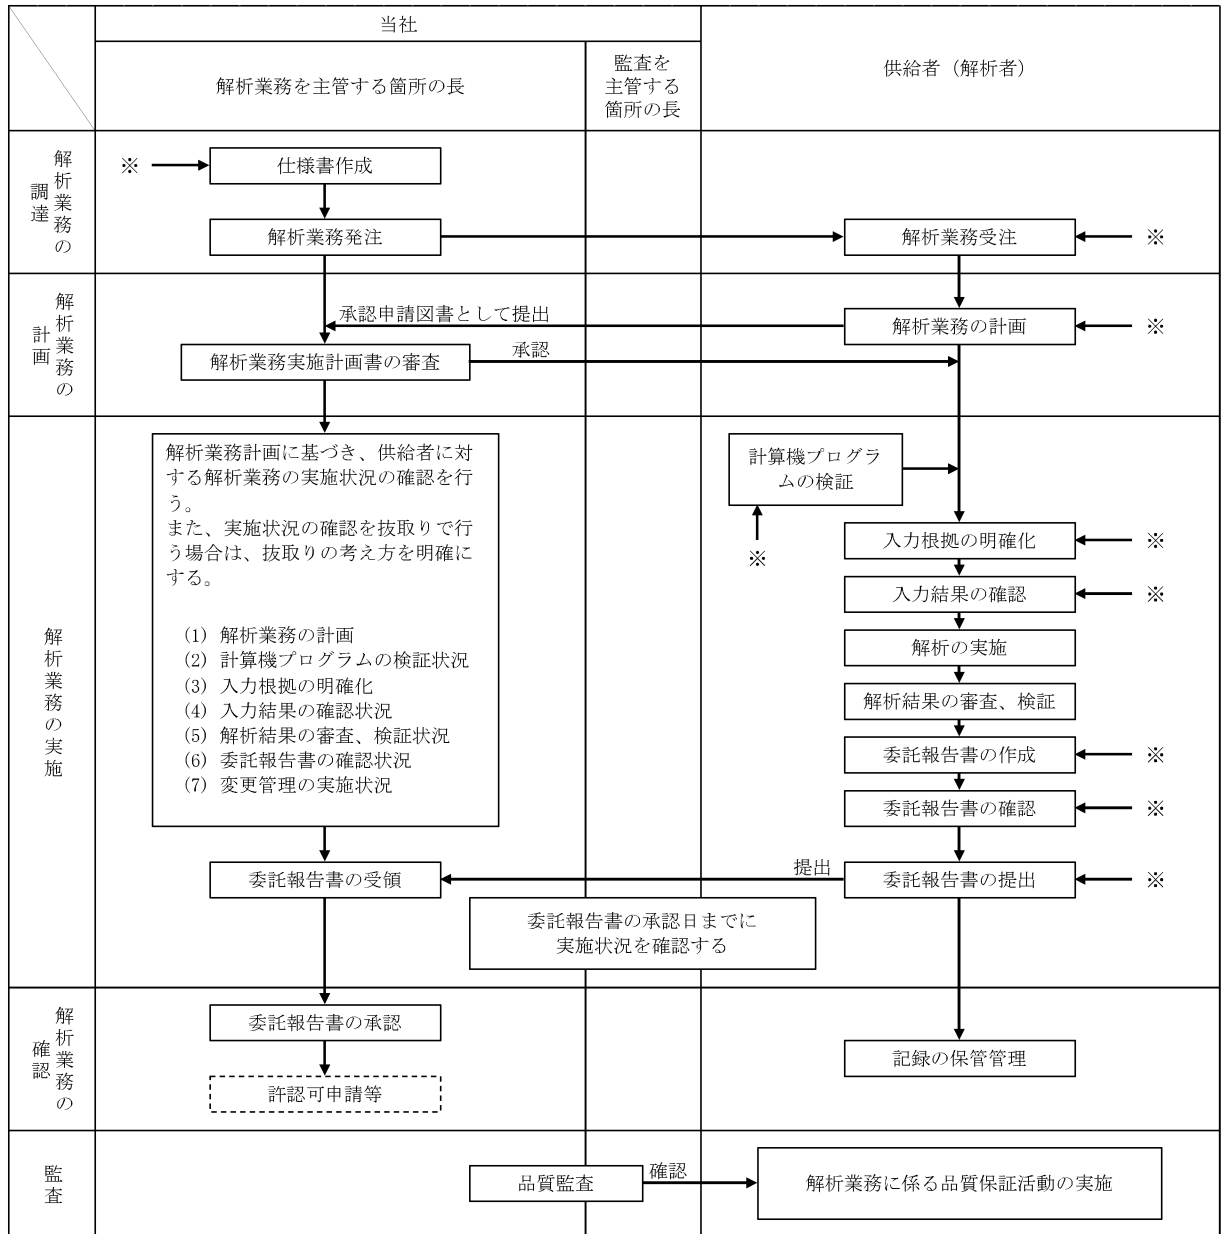 当社
解析業務を主管する箇所の長
監査を
主管する
箇所の長
供給者（解析者）
解析業務の
調達
※
仕様書作成
解析業務発注
解析業務受注
※
解析業務の
計画
承認申請図書として提出
解析業務の計画
※
解析業務実施計画書の審査
承認
解析業務の実施
解析業務計画に基づき、供給者に対
する解析業務の実施状況の確認を行
う。
また、実施状況の確認を抜取りで行
う場合は、抜取りの考え方を明確に
する。
(1) 解析業務の計画
(2) 計算機プログラムの検証状況
(3) 入力根拠の明確化
(4) 入力結果の確認状況
(5) 解析結果の審査、検証状況
(6) 委託報告書の確認状況
(7) 変更管理の実施状況
計算機プログラ
ムの検証
※
入力根拠の明確化
※
入力結果の確認
※
解析の実施
解析結果の審査、検証
委託報告書の作成
※
委託報告書の確認
※
委託報告書の受領
提出
委託報告書の提出
※
委託報告書の承認日までに
実施状況を確認する
解析業務の
確認
委託報告書の承認
記録の保管管理
許認可申請等
監査
品質監査
確認
解析業務に係る品質保証活動の実施